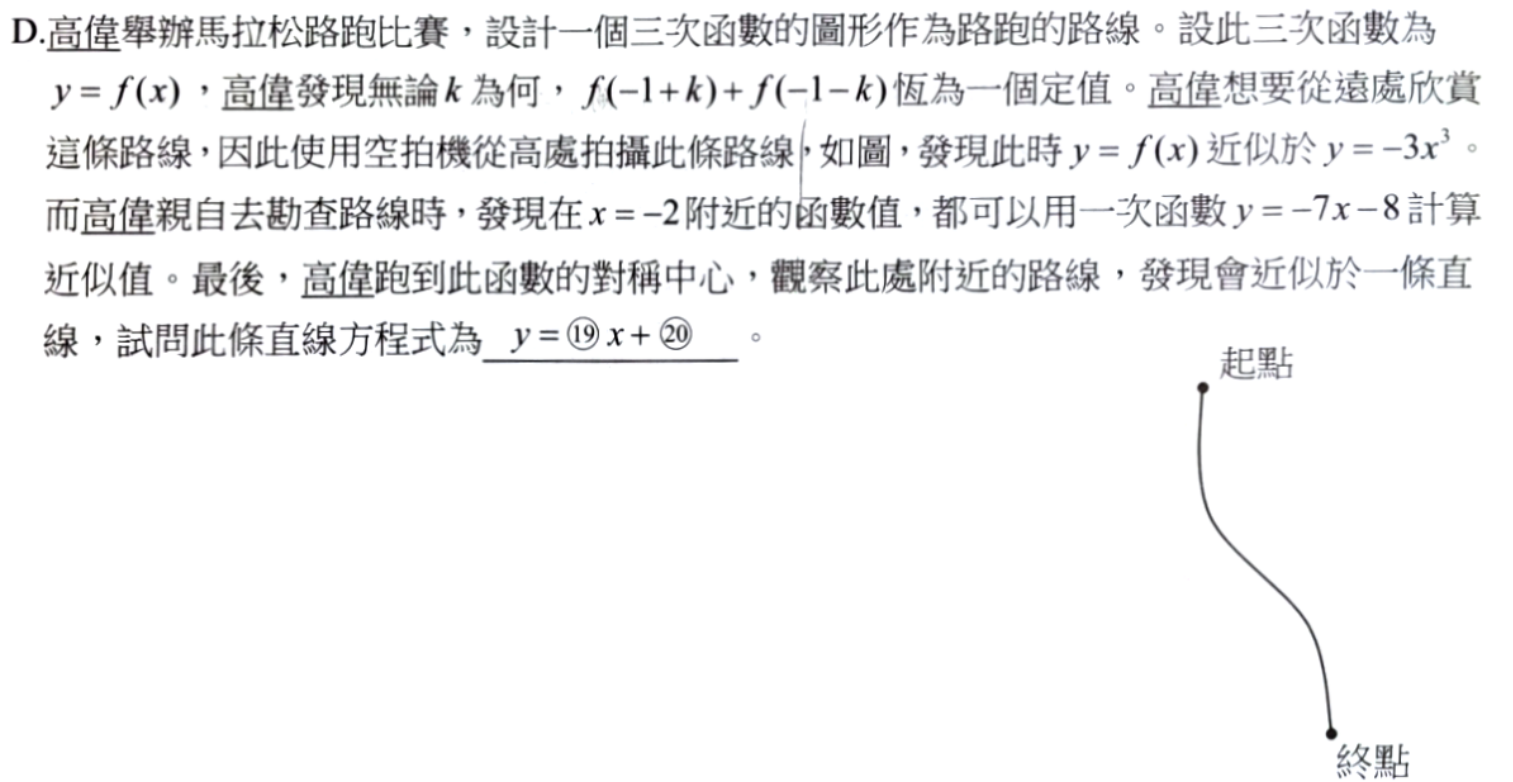 D.高偉舉辦馬拉松路跑比賽，設計一個三次函數的圖形作為路跑的路線。設此三次函數為
y = f(x)，高偉發現無論 k 為何，f(−1+k)+f(−1−k) 恆為一個定值。高偉想要從遠處欣賞
這條路線，因此使用空拍機從高處拍攝此條路線，如圖，發現此時 y = f(x) 近似於 y = −3x³。
而高偉親自去勘查路線時，發現在 x = −2 附近的函數值，都可以用一次函數 y = −7x − 8 計算
近似值。最後，高偉跑到此函數的對稱中心，觀察此處附近的路線，發現會近似於一條直
線，試問此條直線方程式為 y = ⑲ x + ⑳ 。
起點
終點